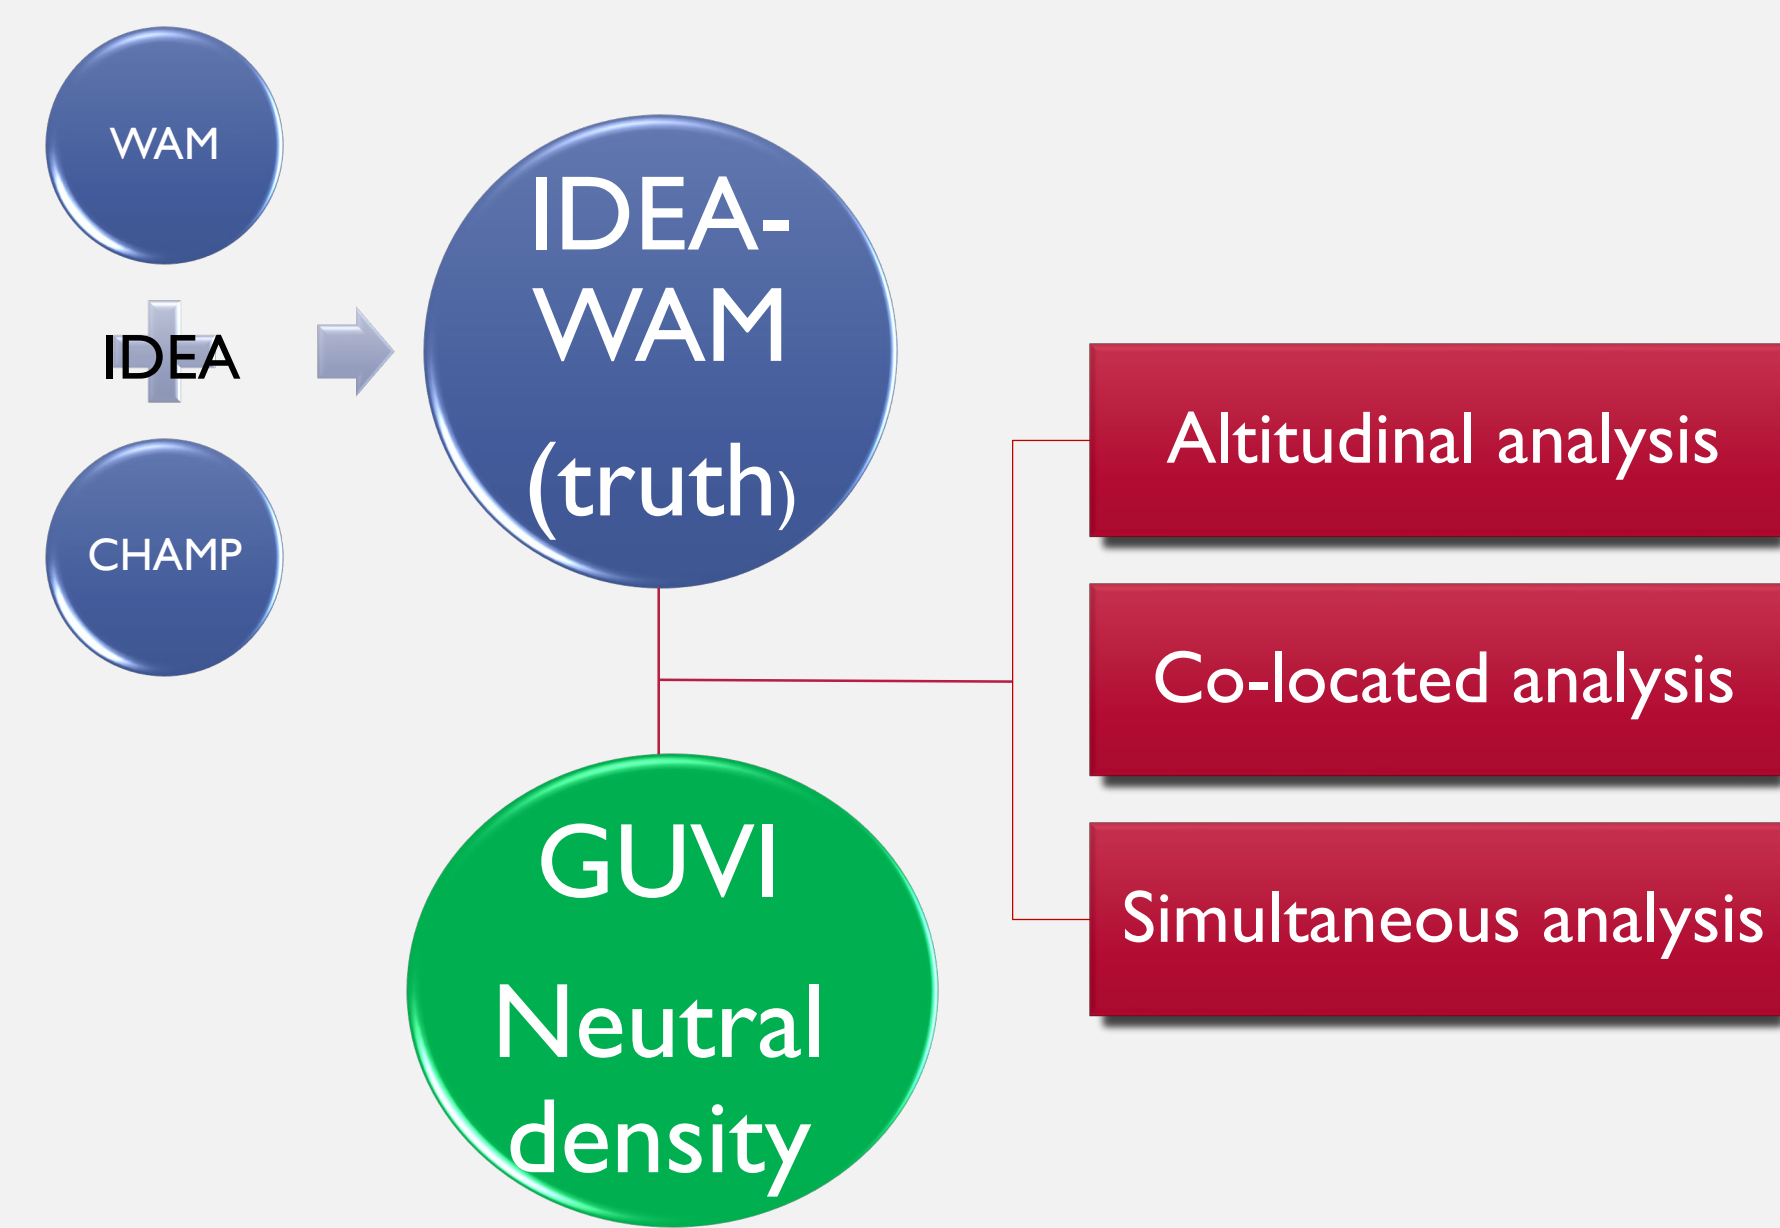 WAM
IDEA
CHAMP
IDEA-
WAM
(truth)
GUVI
Neutral
density
Altitudinal analysis
Co-located analysis
Simultaneous analysis